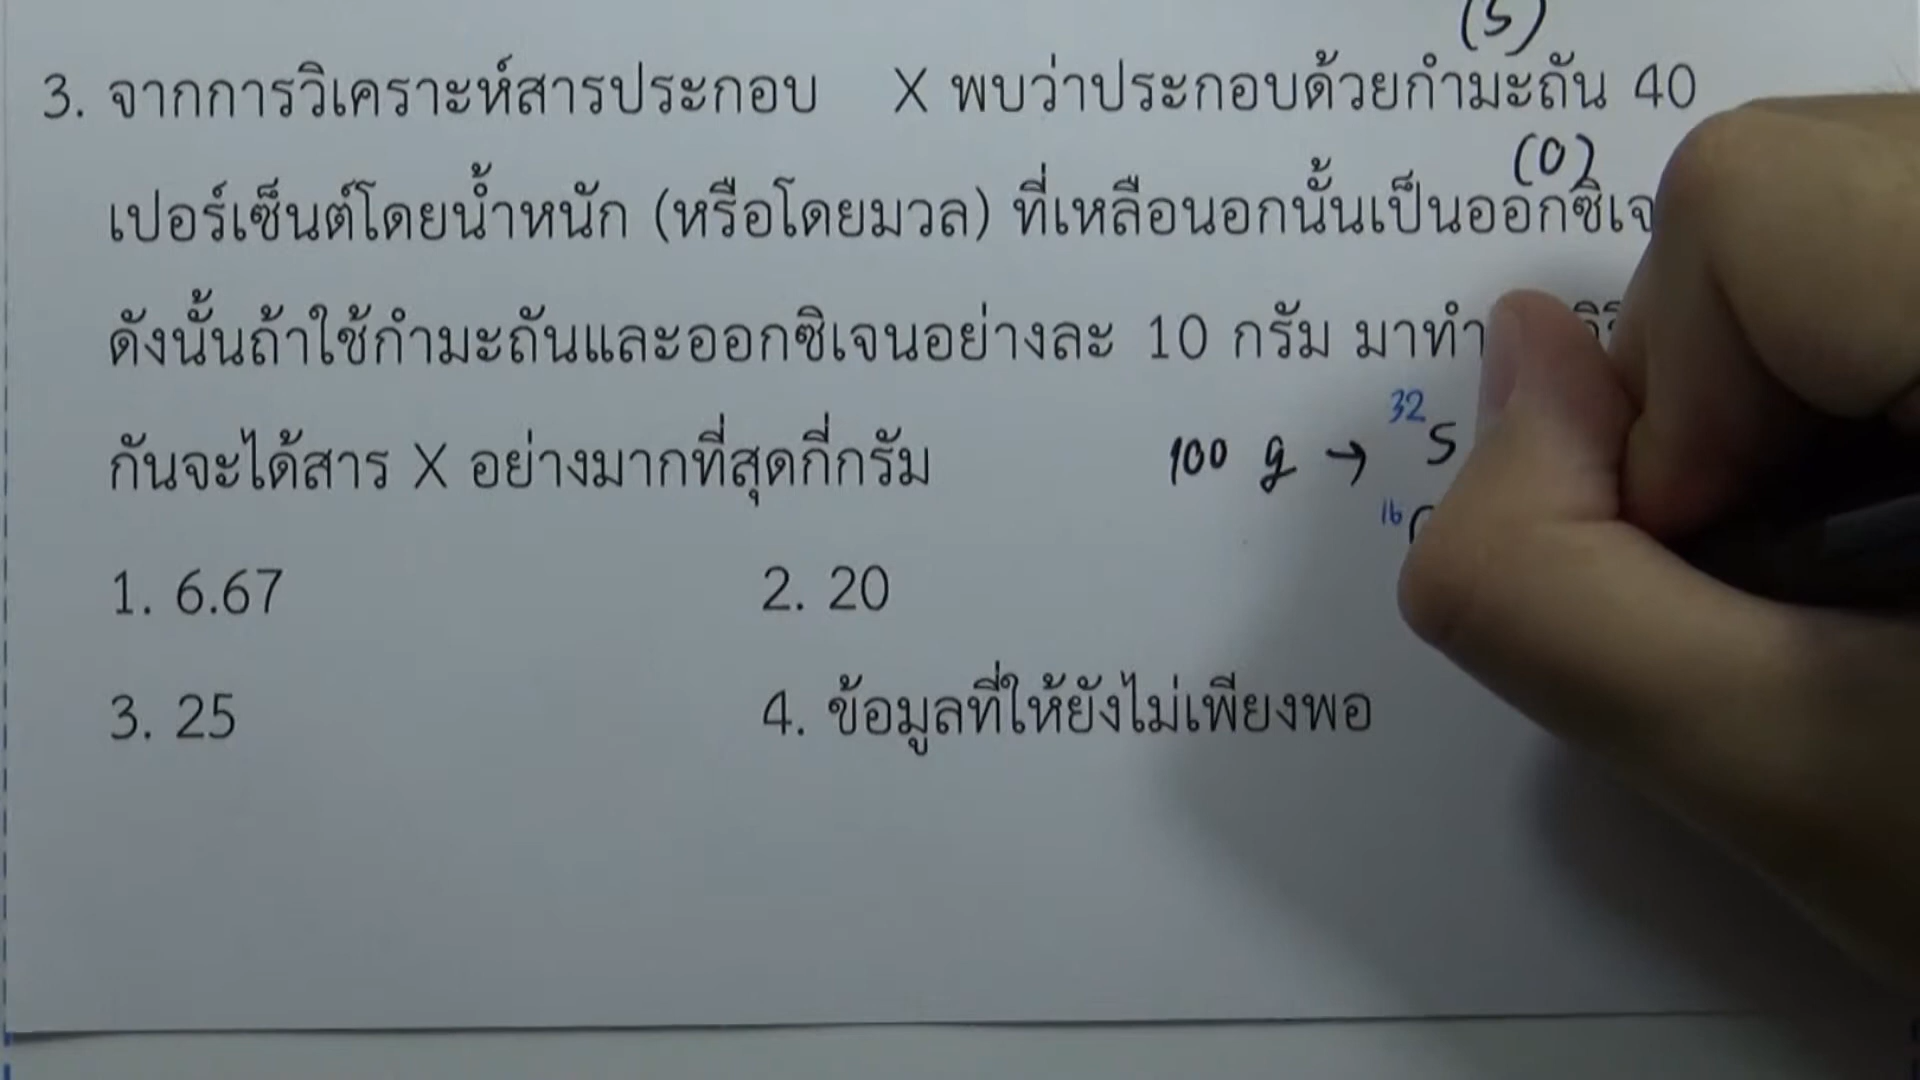 (S)
3. จากการวิเคราะห์สารประกอบ X พบว่าประกอบด้วยกำมะถัน 40
(O)
เปอร์เซ็นต์โดยน้ำหนัก (หรือโดยมวล) ที่เหลือนอกนั้นเป็นออกซิเจ
ดังนั้นถ้าใช้กำมะถันและออกซิเจนอย่างละ 10 กรัม มาทำ
กันจะได้สาร X อย่างมากที่สุดกี่กรัม
100 g → 32 S
16
1. 6.67 2. 20
3. 25 4. ข้อมูลที่ให้ยังไม่เพียงพอ